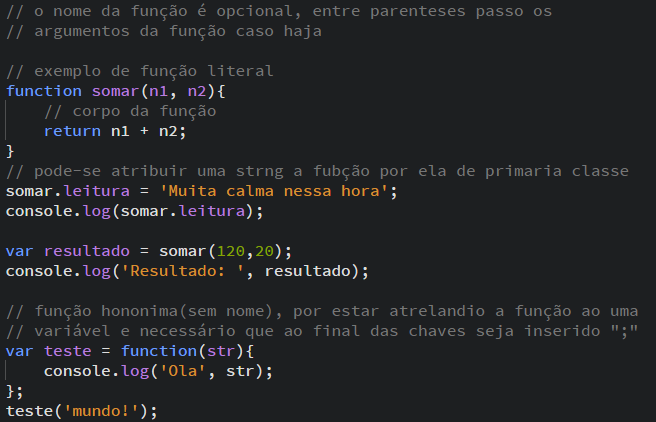 // o nome da função é opcional, entre parenteses passo os
// argumentos da função caso haja
// exemplo de função literal
function somar(n1, n2){
// corpo da função
return n1 + n2;
}
// pode-se atribuir uma strng a fubção por ela de primaria classe
somar.leitura = 'Muita calma nessa hora';
console.log(somar.leitura);
var resultado = somar(120,20);
console.log('Resultado: ', resultado);
// função hononima(sem nome), por estar atrelandio a função ao uma
// variável e necessário que ao final das chaves seja inserido ";"
var teste = function(str){
console.log('Ola', str);
};
teste('mundo!');